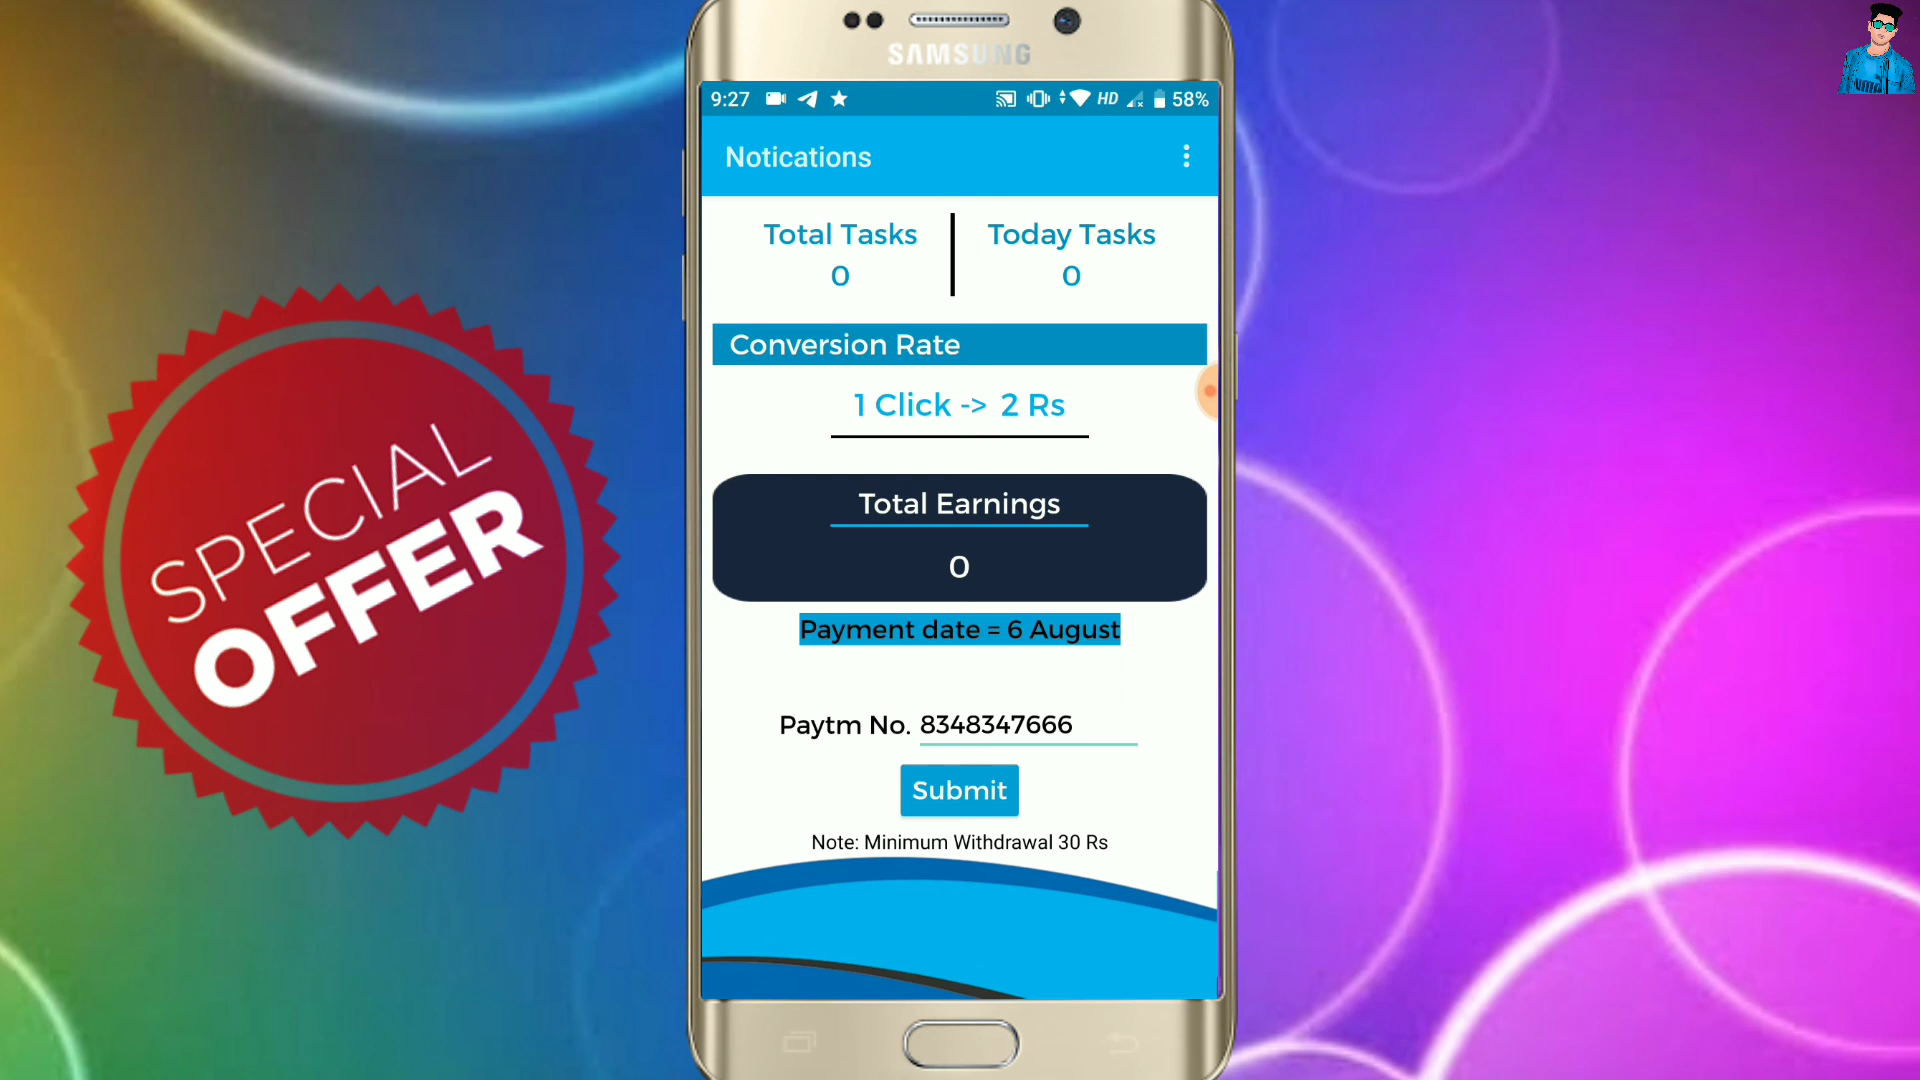 SPECIAL
OFFER
SAMSUNG
9:27
HD
58%
Notications
Total Tasks
0
Today Tasks
0
Conversion Rate
1 Click -> 2 Rs
Total Earnings
0
Payment date = 6 August
Paytm No. 8348347666
Submit
Note: Minimum Withdrawal 30 Rs